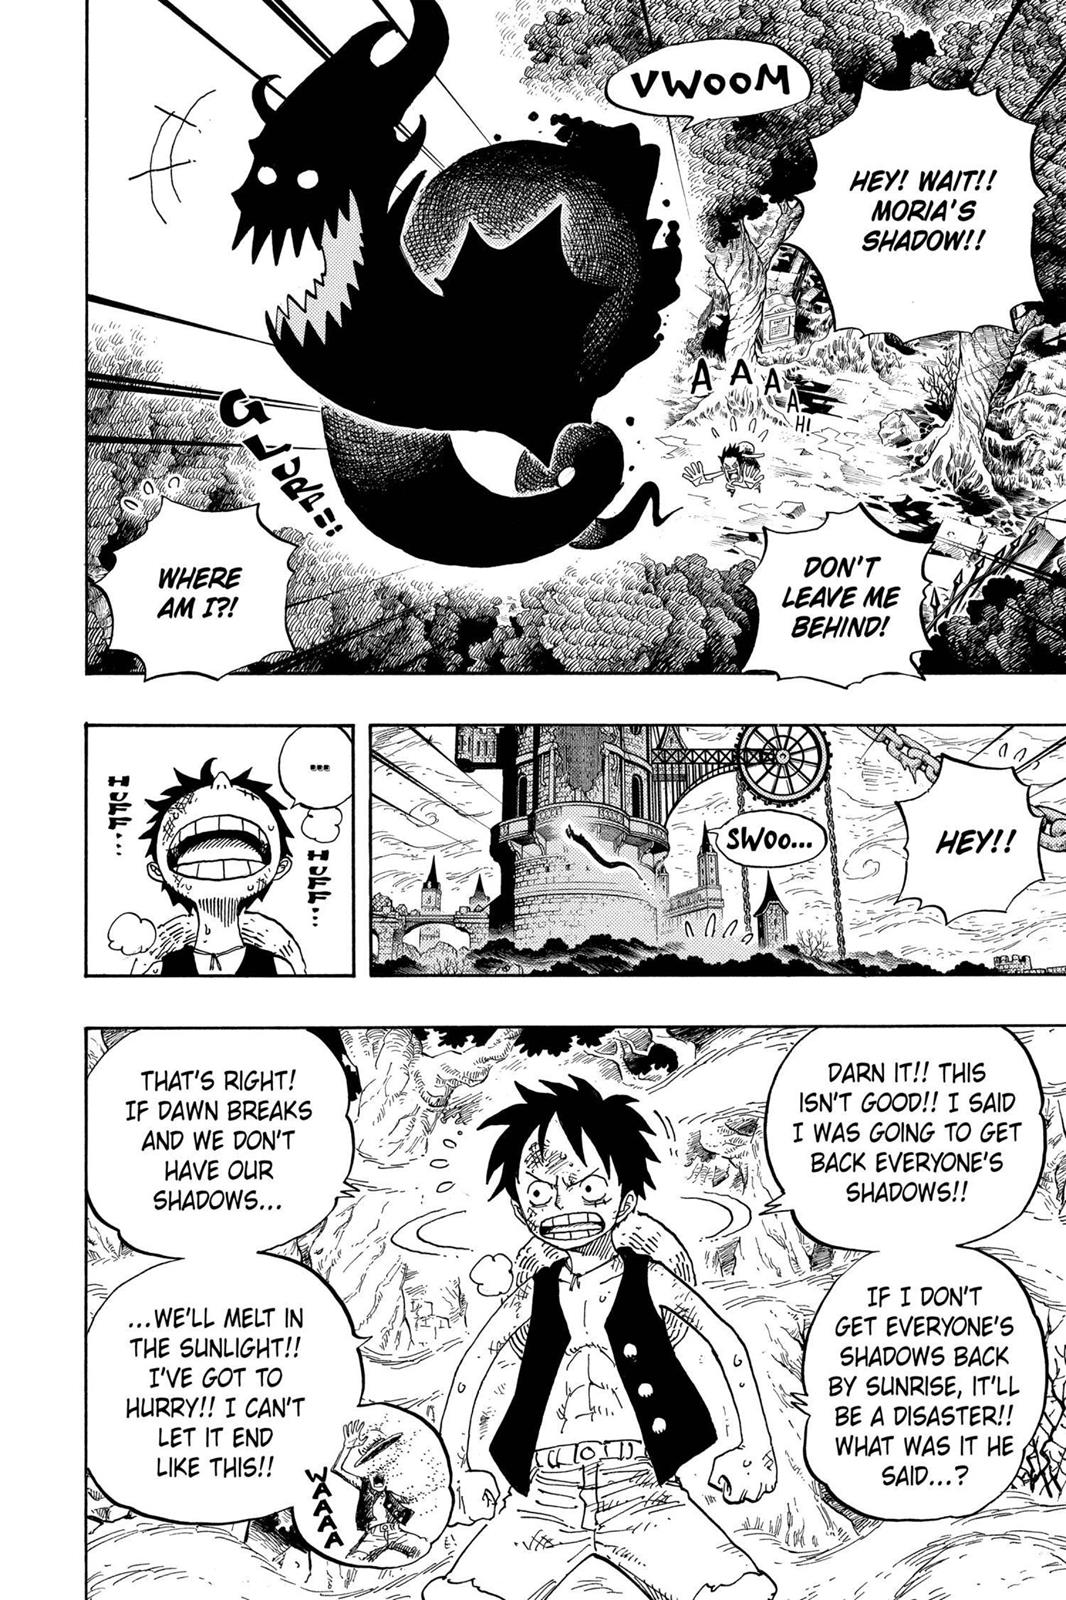 VWOOM
HEY! WAIT!!
MORIA'S
SHADOW!!
AAAAH!
GLURP!!
DON'T
LEAVE ME
BEHIND!
WHERE
AM I?!
HEY!!
SWOO...
...
HUFF...
HUFF...
DARN IT!! THIS
ISN'T GOOD!! I SAID
I WAS GOING TO GET
BACK EVERYONE'S
SHADOWS!!
IF I DON'T
GET EVERYONE'S
SHADOWS BACK
BY SUNRISE, IT'LL
BE A DISASTER!!
WHAT WAS IT HE
SAID...?
THAT'S RIGHT!
IF DAWN BREAKS
AND WE DON'T
HAVE OUR
SHADOWS...
...WE'LL MELT IN
THE SUNLIGHT!!
I'VE GOT TO
HURRY!! I CAN'T
LET IT END
LIKE THIS!!
WAAAA